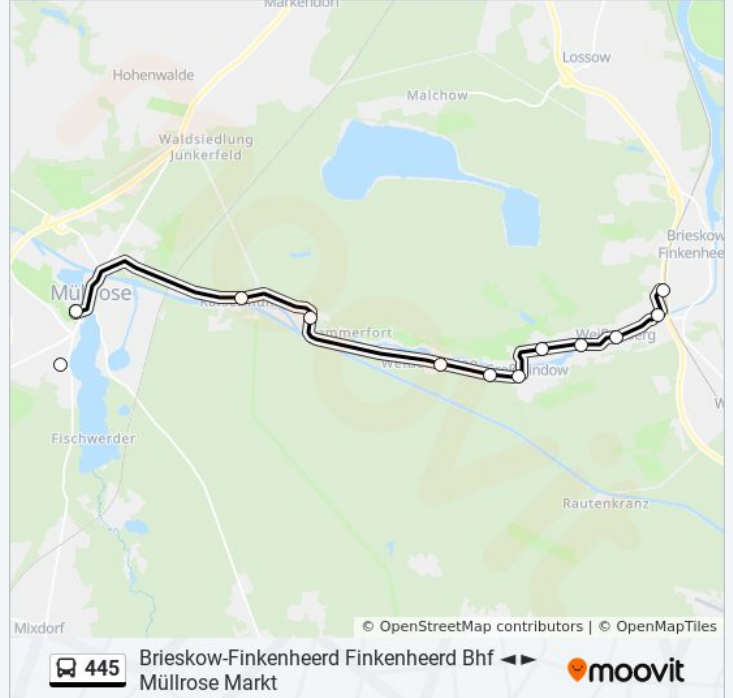 Markendorf
Lossow
Hohenwalde
Malchow
Waldsiedlung
Junkerfeld
Brieskow
Finkenhee
Müllrose
Fischwerder
Rautenkranz
Mixdorf
© OpenStreetMap contributors | © OpenMapTiles
445
Brieskow-Finkenheerd Finkenheerd Bhf ◄►
Müllrose Markt
moovit